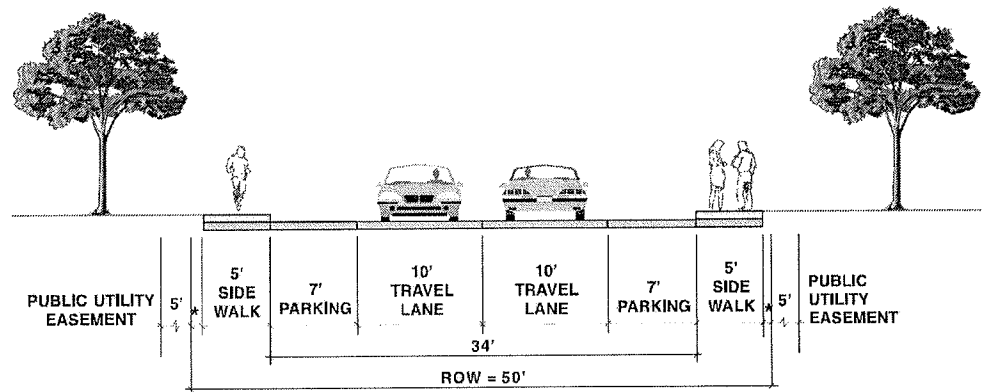 PUBLIC UTILITY
EASEMENT
5'
*
5'
SIDE
WALK
7'
PARKING
10'
TRAVEL
LANE
10'
TRAVEL
LANE
7'
PARKING
5'
SIDE
WALK
*
5'
PUBLIC
UTILITY
EASEMENT
34'
ROW = 50'